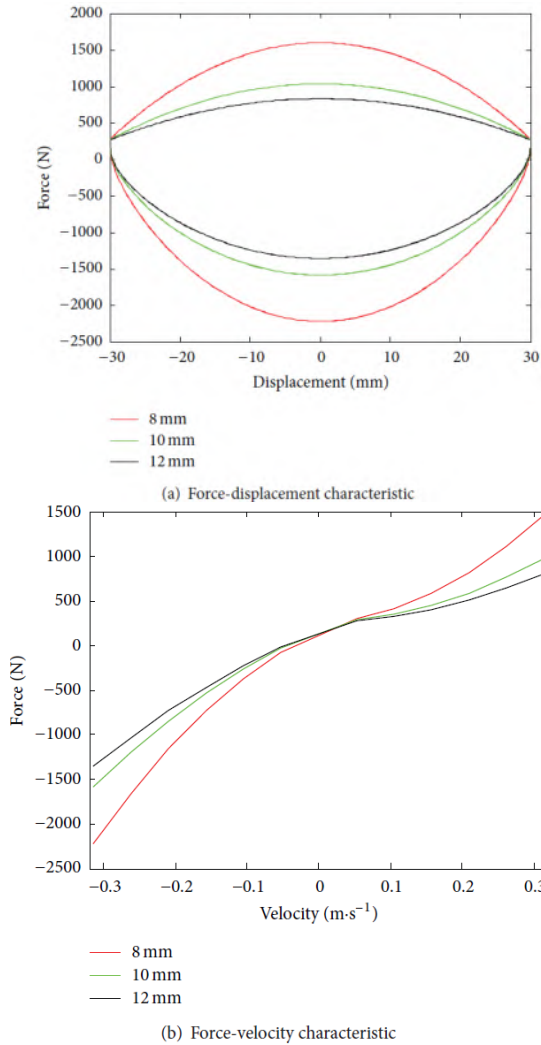 2000
1500
1000
500
0
−500
−1000
−1500
−2000
−2500
Force (N)
−30 −20 −10 0 10 20 30
Displacement (mm)
8 mm
10 mm
12 mm
(a) Force-displacement characteristic
1500
1000
500
0
−500
−1000
−1500
−2000
−2500
Force (N)
−0.3 −0.2 −0.1 0 0.1 0.2 0.3
Velocity (m·s⁻¹)
8 mm
10 mm
12 mm
(b) Force-velocity characteristic